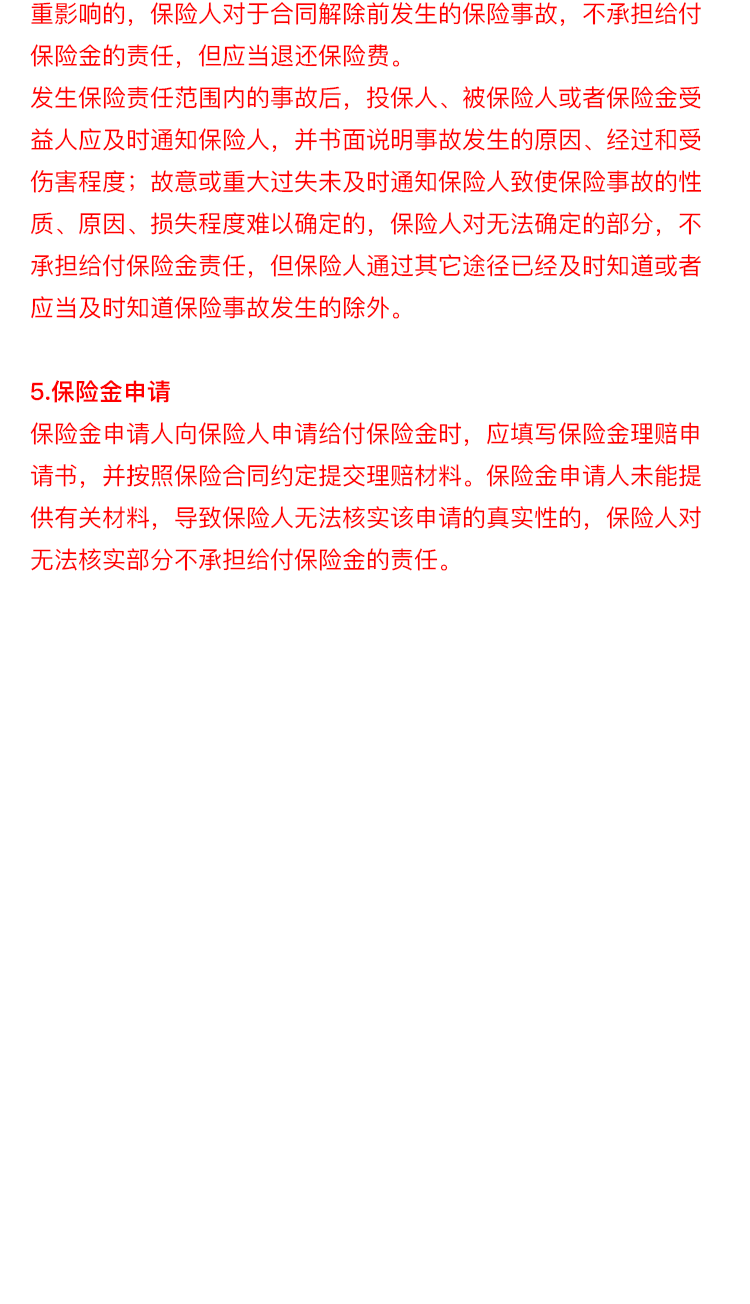 重影响的，保险人对于合同解除前发生的保险事故，不承担给付
保险金的责任，但应当退还保险费。
发生保险责任范围内的事故后，投保人、被保险人或者保险金受
益人应及时通知保险人，并书面说明事故发生的原因、经过和受
伤害程度；故意或重大过失未及时通知保险人致使保险事故的性
质、原因、损失程度难以确定的，保险人对无法确定的部分，不
承担给付保险金责任，但保险人通过其它途径已经及时知道或者
应当及时知道保险事故发生的除外。
5.保险金申请
保险金申请人向保险人申请给付保险金时，应填写保险金理赔申
请书，并按照保险合同约定提交理赔材料。保险金申请人未能提
供有关材料，导致保险人无法核实该申请的真实性的，保险人对
无法核实部分不承担给付保险金的责任。